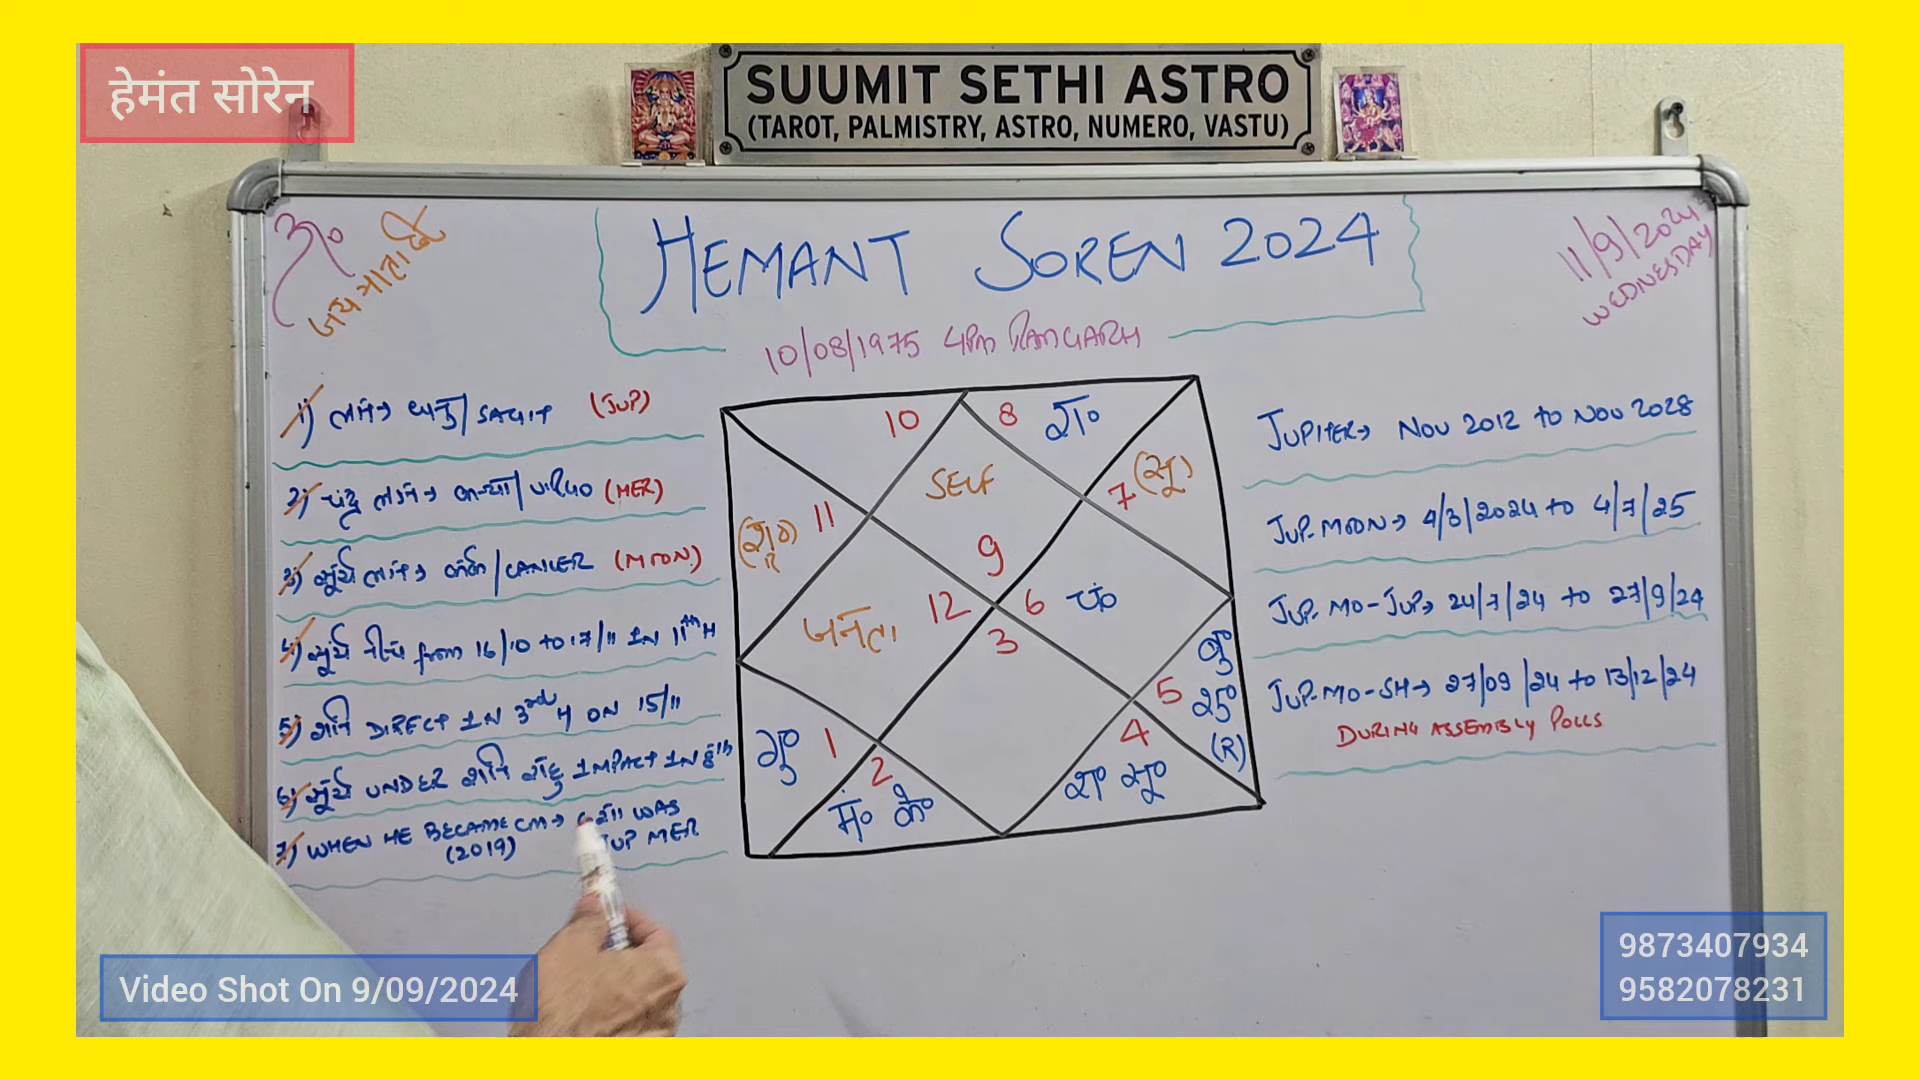 हेमंत सोरेन
SUUMIT SETHI ASTRO
(TAROT, PALMISTRY, ASTRO, NUMERO, VASTU)
जय माता दी
HEMANT SOREN 2024
11/9/2024
WEDNESDAY
10/08/1975 4PM RAMGARH
1) लग्न→ धनु/SAGIT (JUP)
2) चंद्र लग्न→ कन्या/VIRGO (MER)
3) सूर्य लग्न→ कर्क/CANCER (MOON)
4) सूर्य नीच from 16/10 to 17/11 IN 11th H
5) शनि DIRECT IN 3rd H ON 15/11
6) सूर्य UNDER शनि राहु IMPACT IN 8th
7) WHEN HE BECAME CM→ दशा WAS
(2019) JUP MER
10
8 रा०
SELF
7 (सू)
11
(श०)
R
9
जनता 12
6 चं०
3
बु०
5
शु०
(R)
गु० 1
2
मं० के०
4
श० सू०
JUPITER→ NOV 2012 to NOV 2028
JUP-MOON→ 4/3/2024 to 4/7/25
JUP-MO-JUP→ 24/7/24 to 27/9/24
JUP-MO-SH→ 27/09/24 to 13/12/24
DURING ASSEMBLY POLLS
Video Shot On 9/09/2024
9873407934
9582078231